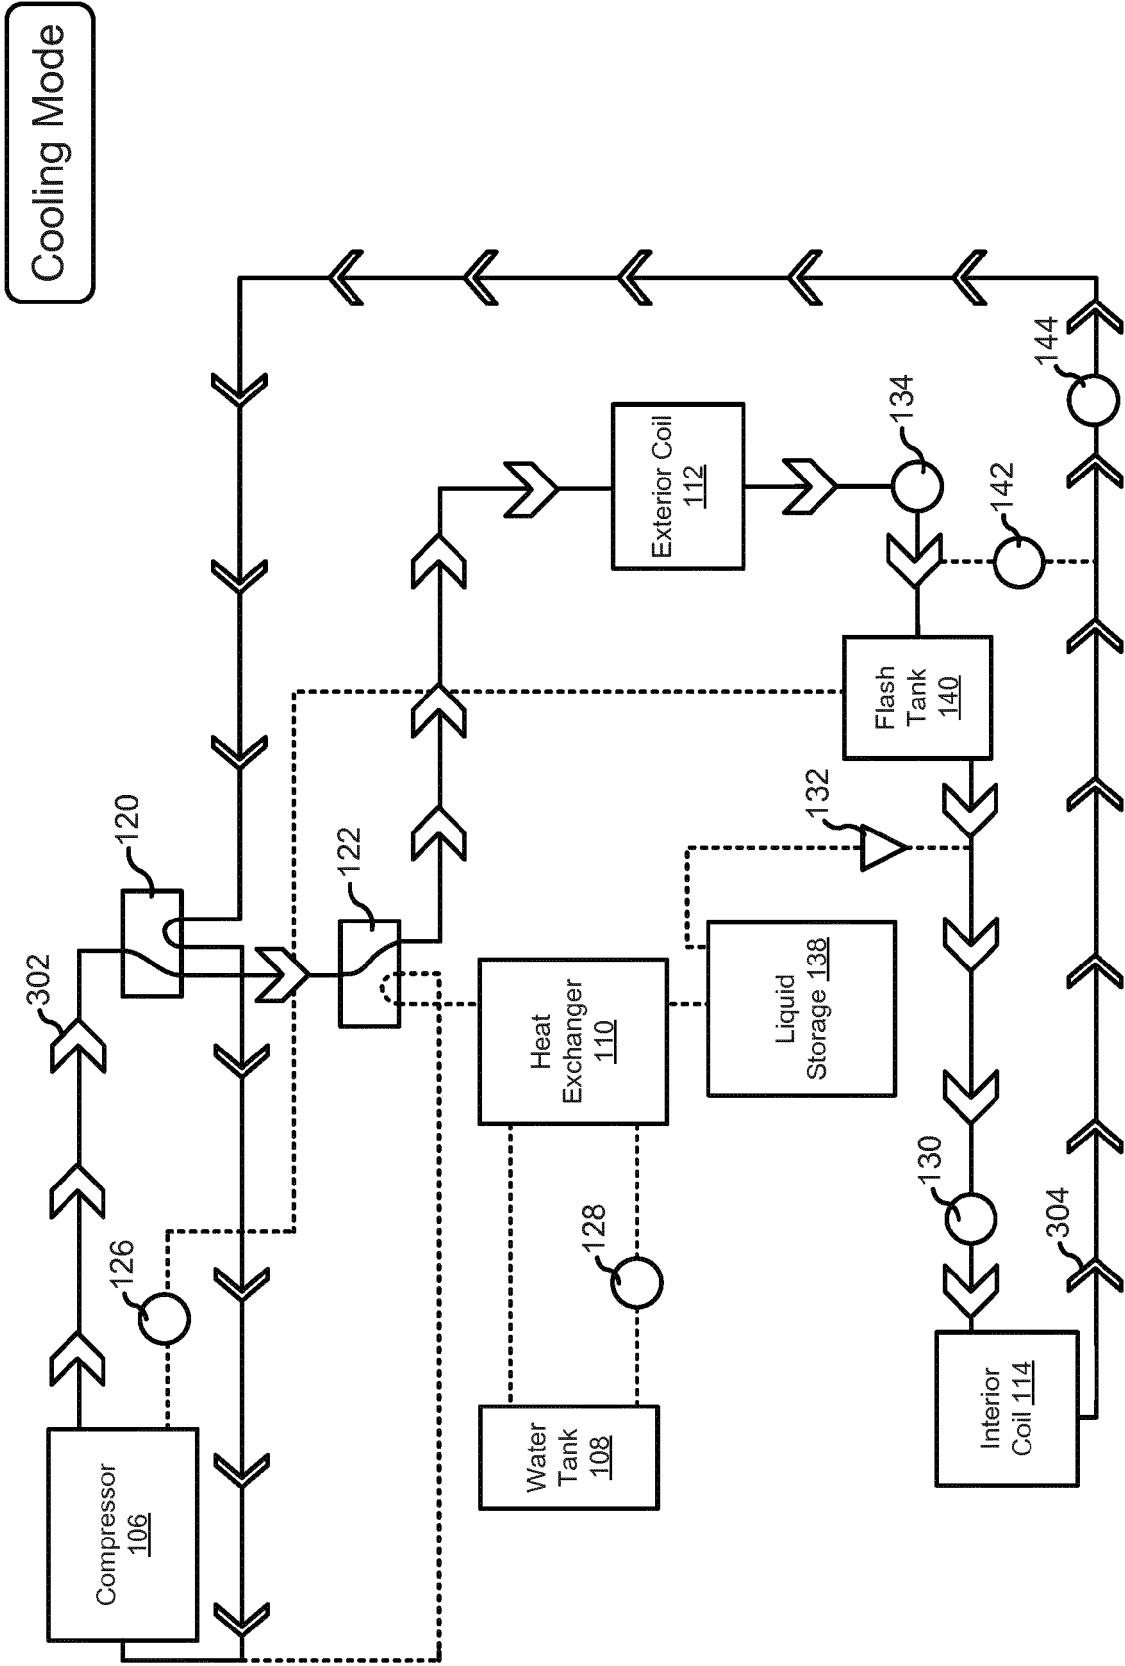 Cooling Mode
302
120
Compressor
106
126
122
Heat
Exchanger
110
Water
Tank
108
128
Liquid
Storage 138
132
Exterior Coil
112
134
Flash
Tank
140
142
144
130
Interior
Coil 114
304